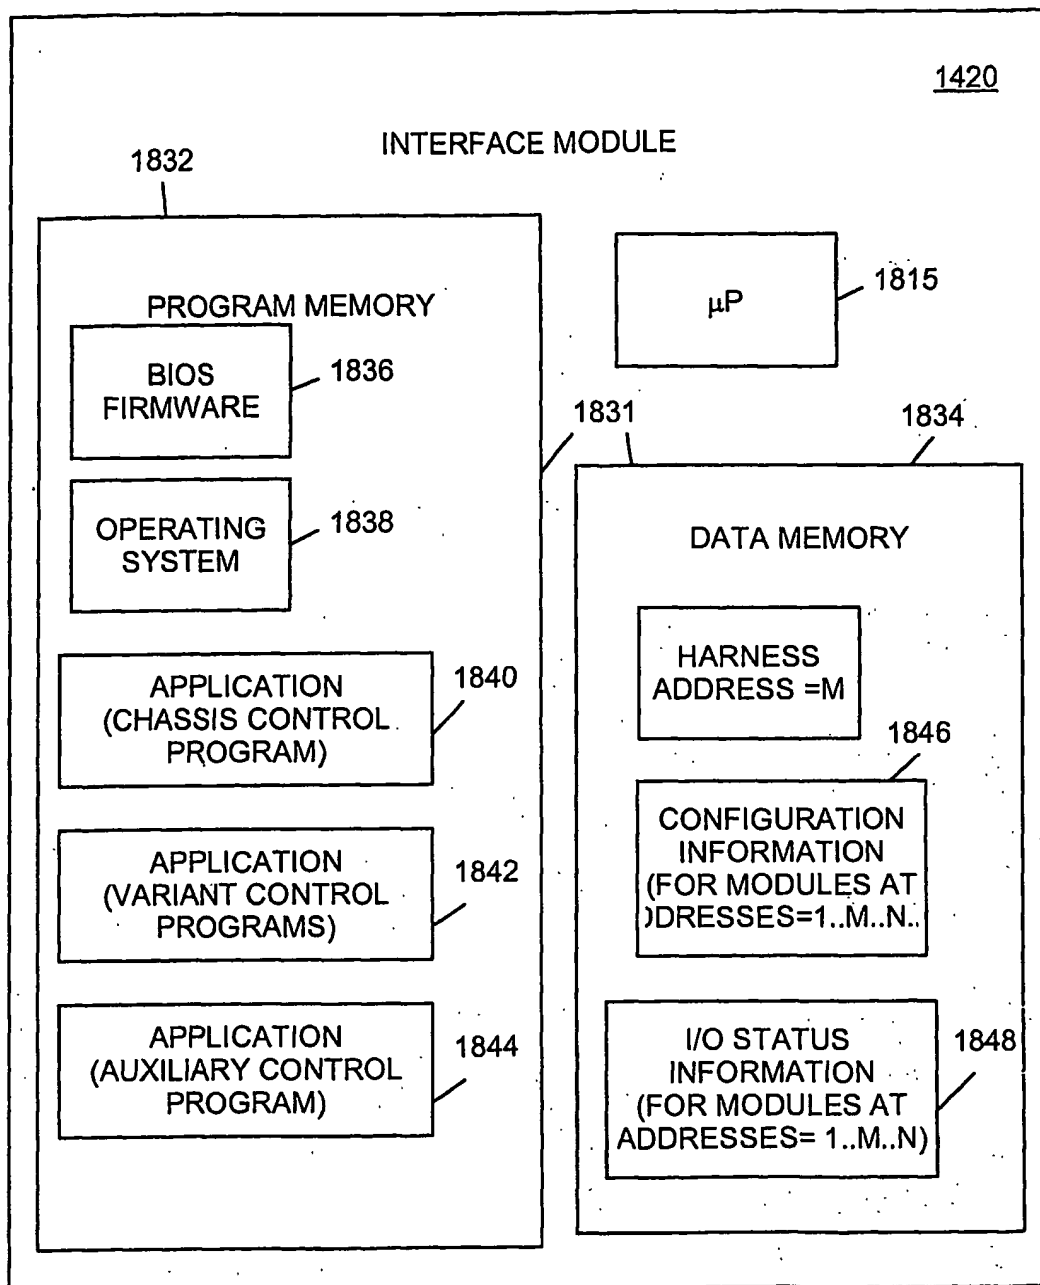 1420
INTERFACE MODULE
1832
PROGRAM MEMORY
BIOS
FIRMWARE
1836
OPERATING
SYSTEM
1838
APPLICATION
(CHASSIS CONTROL
PROGRAM)
1840
APPLICATION
(VARIANT CONTROL
PROGRAMS)
1842
APPLICATION
(AUXILIARY CONTROL
PROGRAM)
1844
µP
1815
1831
1834
DATA MEMORY
HARNESS
ADDRESS =M
1846
CONFIGURATION
INFORMATION
(FOR MODULES AT
DDRESSES=1..M..N..
I/O STATUS
INFORMATION
(FOR MODULES AT
ADDRESSES= 1..M..N)
1848